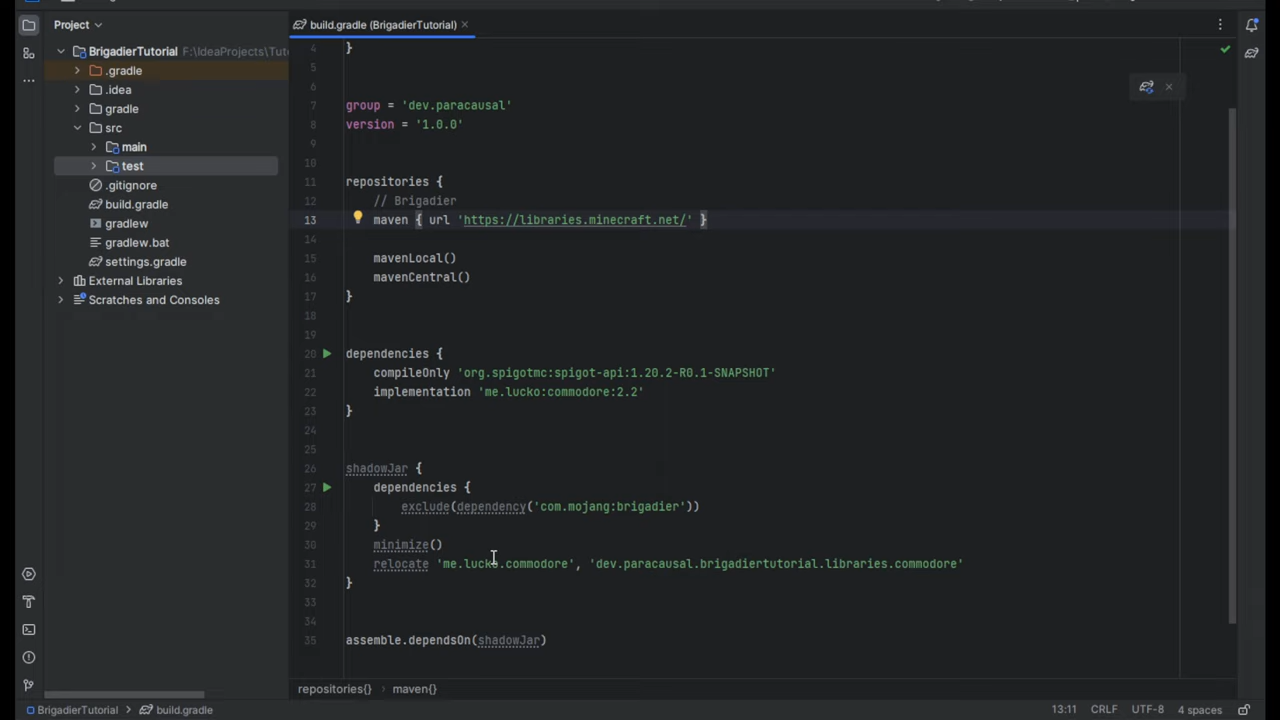 Project
build.gradle (BrigadierTutorial)
BrigadierTutorial F:\IdeaProjects\Tut
.gradle
.idea
gradle
src
main
test
.gitignore
build.gradle
gradlew
gradlew.bat
settings.gradle
External Libraries
Scratches and Consoles
4 }
5
6
7 group = 'dev.paracausal'
8 version = '1.0.0'
9
10
11 repositories {
12 // Brigadier
13 maven { url 'https://libraries.minecraft.net/' }
14
15 mavenLocal()
16 mavenCentral()
17 }
18
19
20 dependencies {
21 compileOnly 'org.spigotmc:spigot-api:1.20.2-R0.1-SNAPSHOT'
22 implementation 'me.lucko:commodore:2.2'
23 }
24
25
26 shadowJar {
27 dependencies {
28 exclude(dependency('com.mojang:brigadier'))
29 }
30 minimize()
31 relocate 'me.lucko.commodore', 'dev.paracausal.brigadiertutorial.libraries.commodore'
32 }
33
34
35 assemble.dependsOn(shadowJar)
repositories{} › maven{}
BrigadierTutorial › build.gradle
13:11 CRLF UTF-8 4 spaces